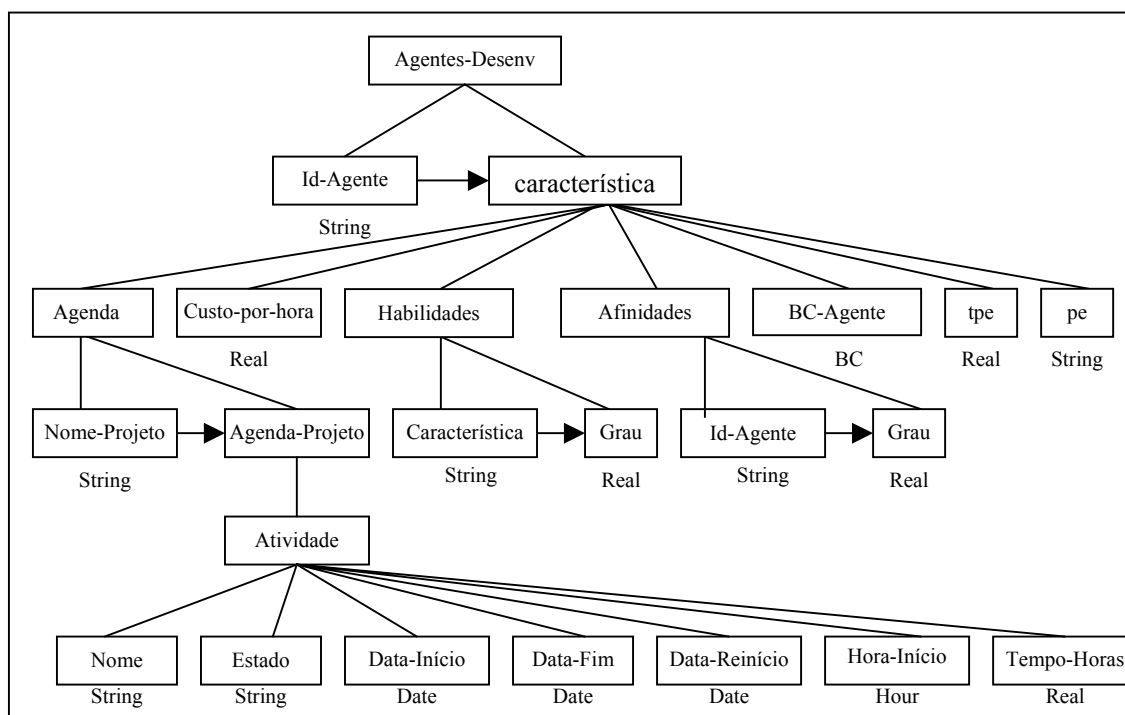 Agentes-Desenv
Id-Agente
característica
String
Agenda
Custo-por-hora
Habilidades
Afinidades
BC-Agente
tpe
pe
Real
BC
Real
String
Nome-Projeto
Agenda-Projeto
Característica
Grau
Id-Agente
Grau
String
String
Real
String
Real
Atividade
Nome
Estado
Data-Início
Data-Fim
Data-Reinício
Hora-Início
Tempo-Horas
String
String
Date
Date
Date
Hour
Real